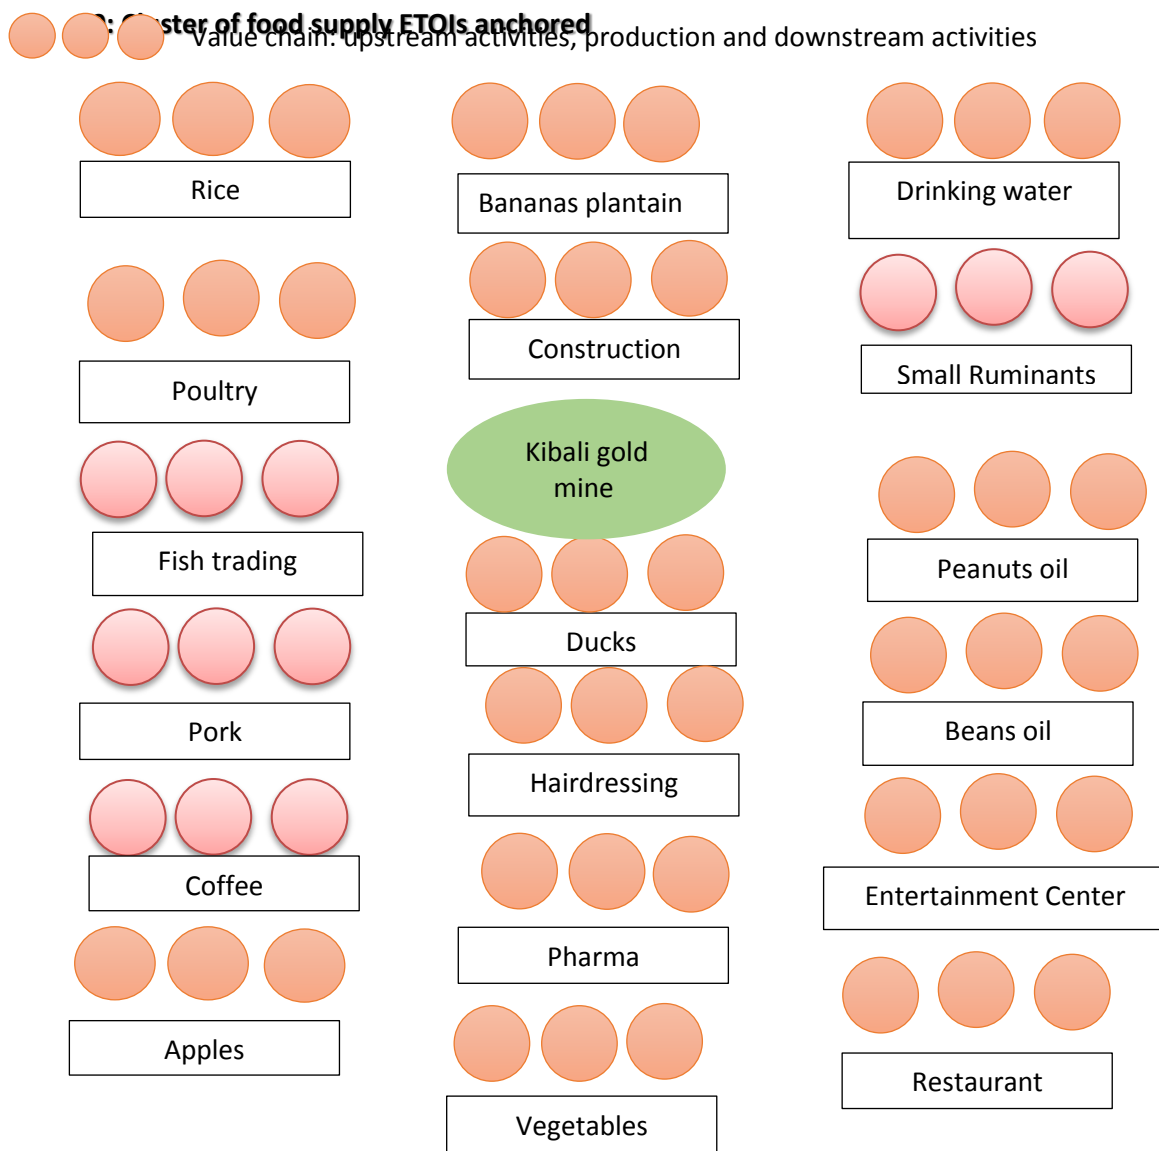 : Cluster of food supply ETOIs anchored
Value chain: upstream activities, production and downstream activities
Rice
Bananas plantain
Drinking water
Poultry
Construction
Small Ruminants
Kibali gold
mine
Fish trading
Peanuts oil
Ducks
Pork
Beans oil
Hairdressing
Coffee
Entertainment Center
Pharma
Apples
Restaurant
Vegetables